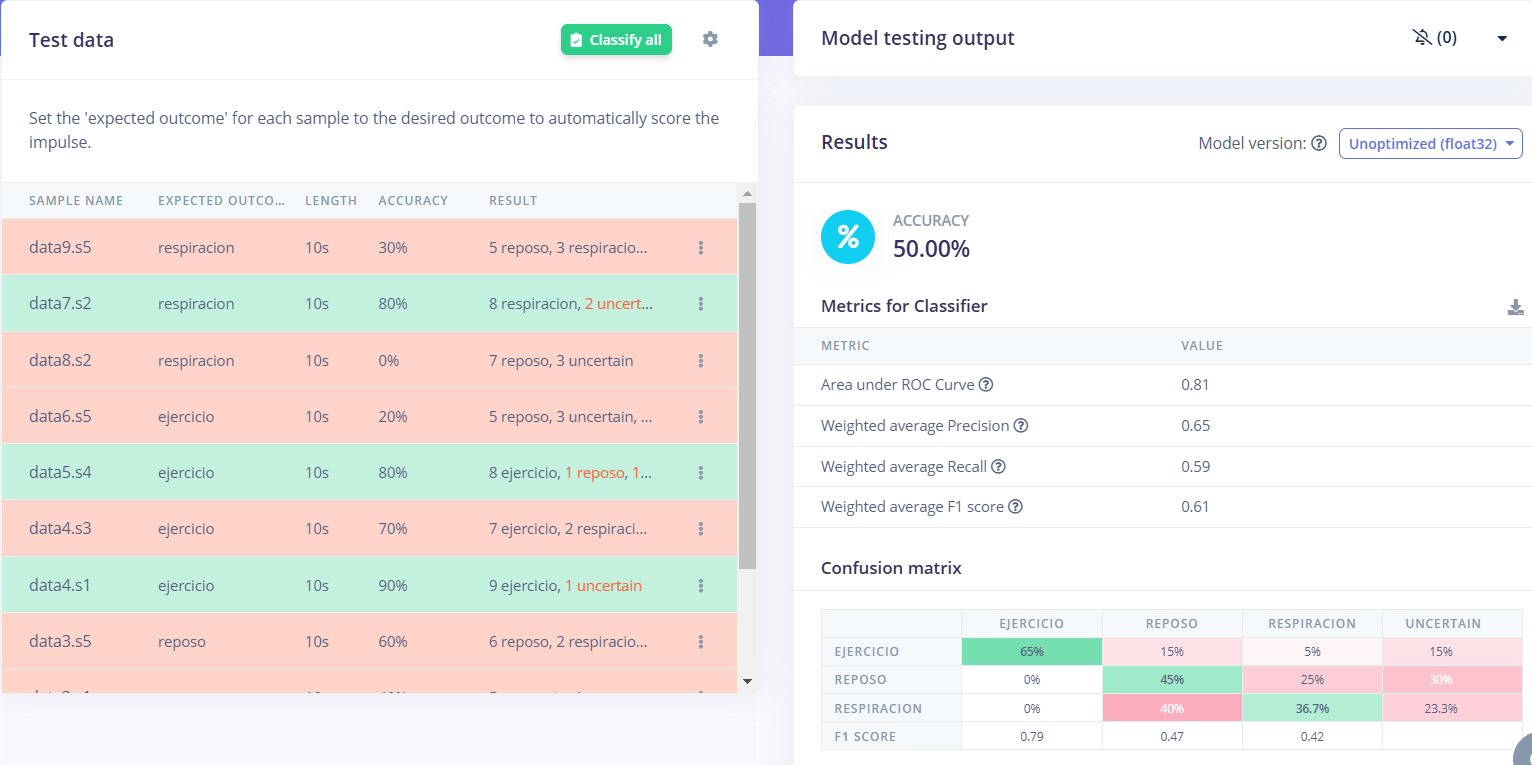 Test data
Classify all
Set the 'expected outcome' for each sample to the desired outcome to automatically score the
impulse.
SAMPLE NAME EXPECTED OUTCO... LENGTH ACCURACY RESULT
data9.s5 respiracion 10s 30% 5 reposo, 3 respiracio...
data7.s2 respiracion 10s 80% 8 respiracion, 2 uncert...
data8.s2 respiracion 10s 0% 7 reposo, 3 uncertain
data6.s5 ejercicio 10s 20% 5 reposo, 3 uncertain, ...
data5.s4 ejercicio 10s 80% 8 ejercicio, 1 reposo, 1...
data4.s3 ejercicio 10s 70% 7 ejercicio, 2 respiraci...
data4.s1 ejercicio 10s 90% 9 ejercicio, 1 uncertain
data3.s5 reposo 10s 60% 6 reposo, 2 respiracio...
Model testing output
(0)
Results
Model version: Unoptimized (float32)
%
ACCURACY
50.00%
Metrics for Classifier
METRIC VALUE
Area under ROC Curve 0.81
Weighted average Precision 0.65
Weighted average Recall 0.59
Weighted average F1 score 0.61
Confusion matrix
EJERCICIO REPOSO RESPIRACION UNCERTAIN
EJERCICIO 65% 15% 5% 15%
REPOSO 0% 45% 25% 30%
RESPIRACION 0% 40% 36.7% 23.3%
F1 SCORE 0.79 0.47 0.42